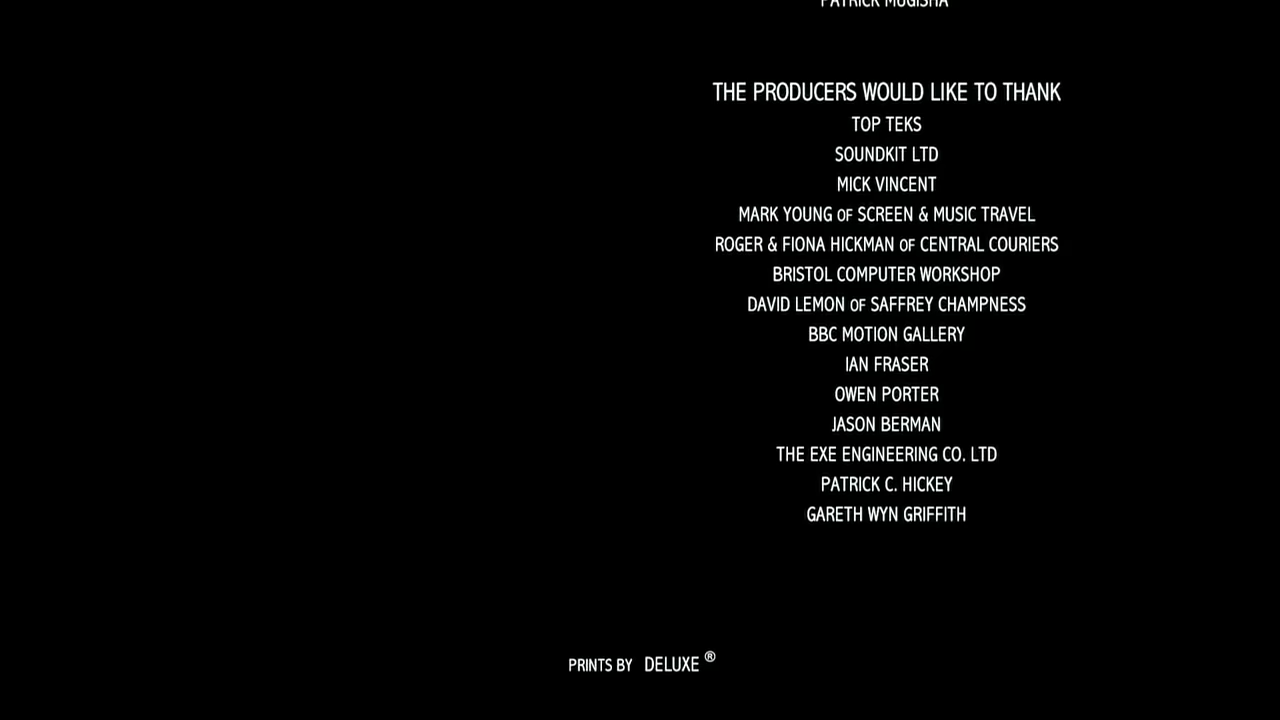 PATRICK MUGISHA
THE PRODUCERS WOULD LIKE TO THANK
TOP TEKS
SOUNDKIT LTD
MICK VINCENT
MARK YOUNG OF SCREEN & MUSIC TRAVEL
ROGER & FIONA HICKMAN OF CENTRAL COURIERS
BRISTOL COMPUTER WORKSHOP
DAVID LEMON OF SAFFREY CHAMPNESS
BBC MOTION GALLERY
IAN FRASER
OWEN PORTER
JASON BERMAN
THE EXE ENGINEERING CO. LTD
PATRICK C. HICKEY
GARETH WYN GRIFFITH
PRINTS BY DELUXE ®